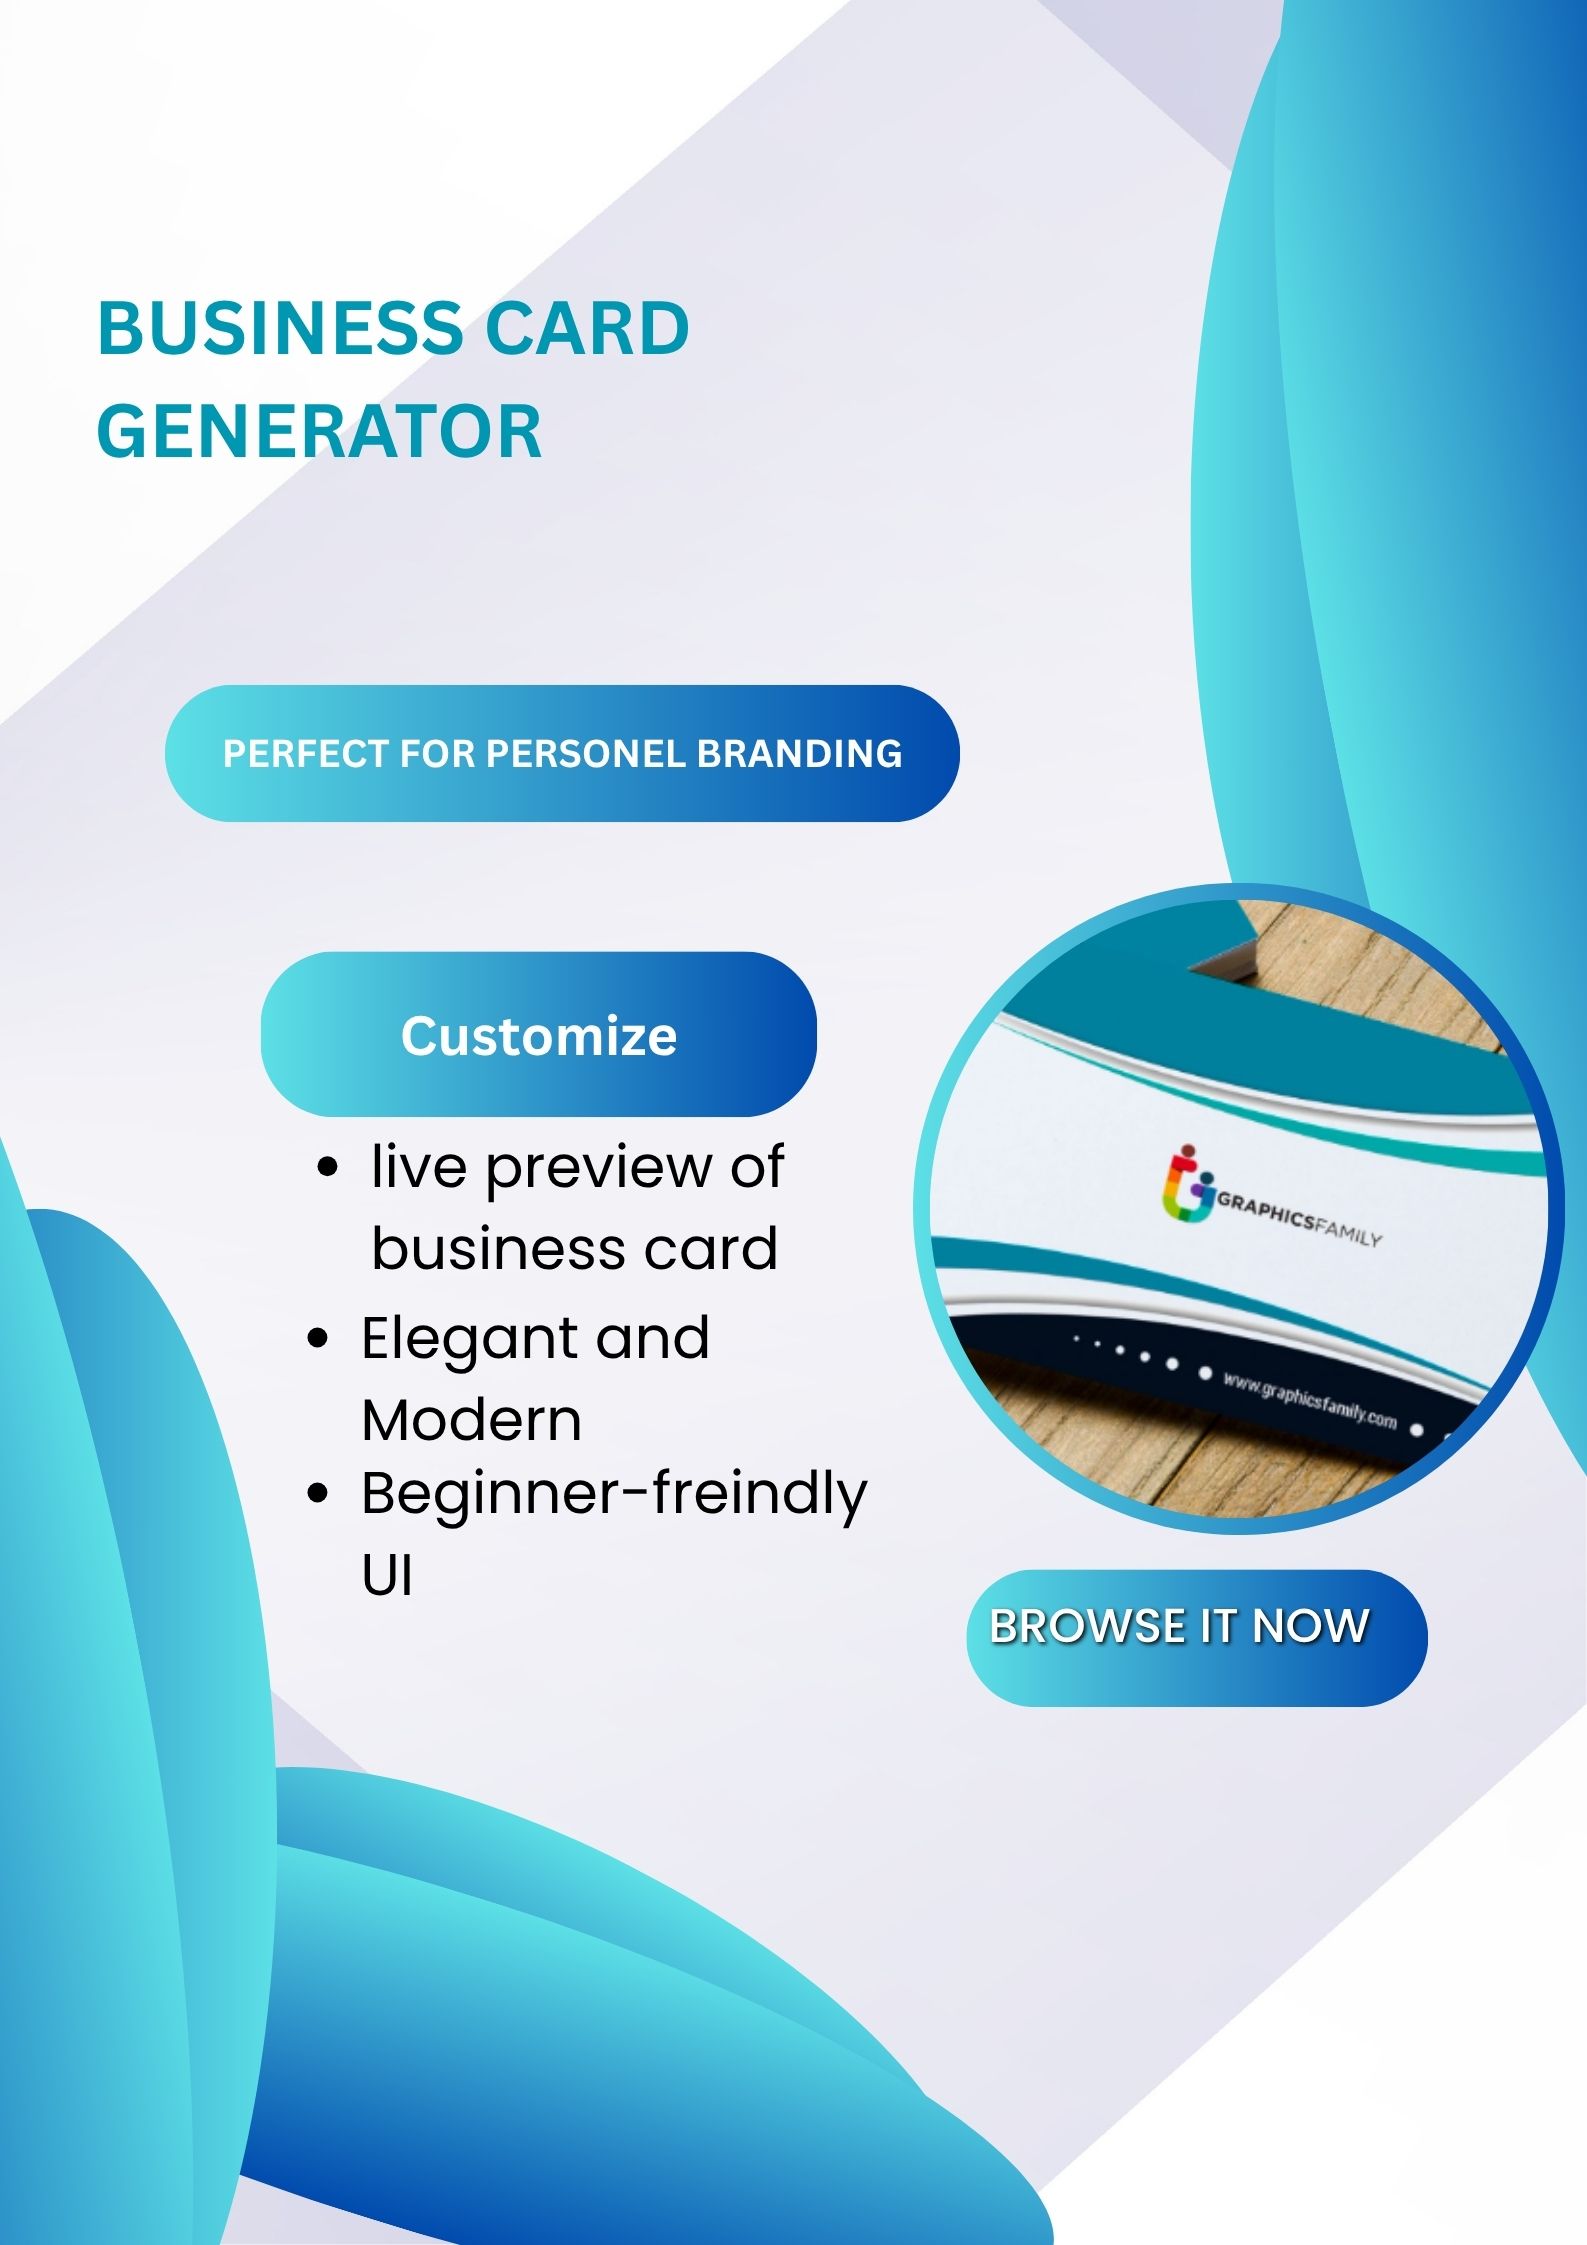 BUSINESS CARD
GENERATOR
PERFECT FOR PERSONEL BRANDING
Customize
• live preview of
business card
• Elegant and
Modern
• Beginner-freindly
UI
GRAPHICSFAMILY
www.graphicsfamily.com
BROWSE IT NOW